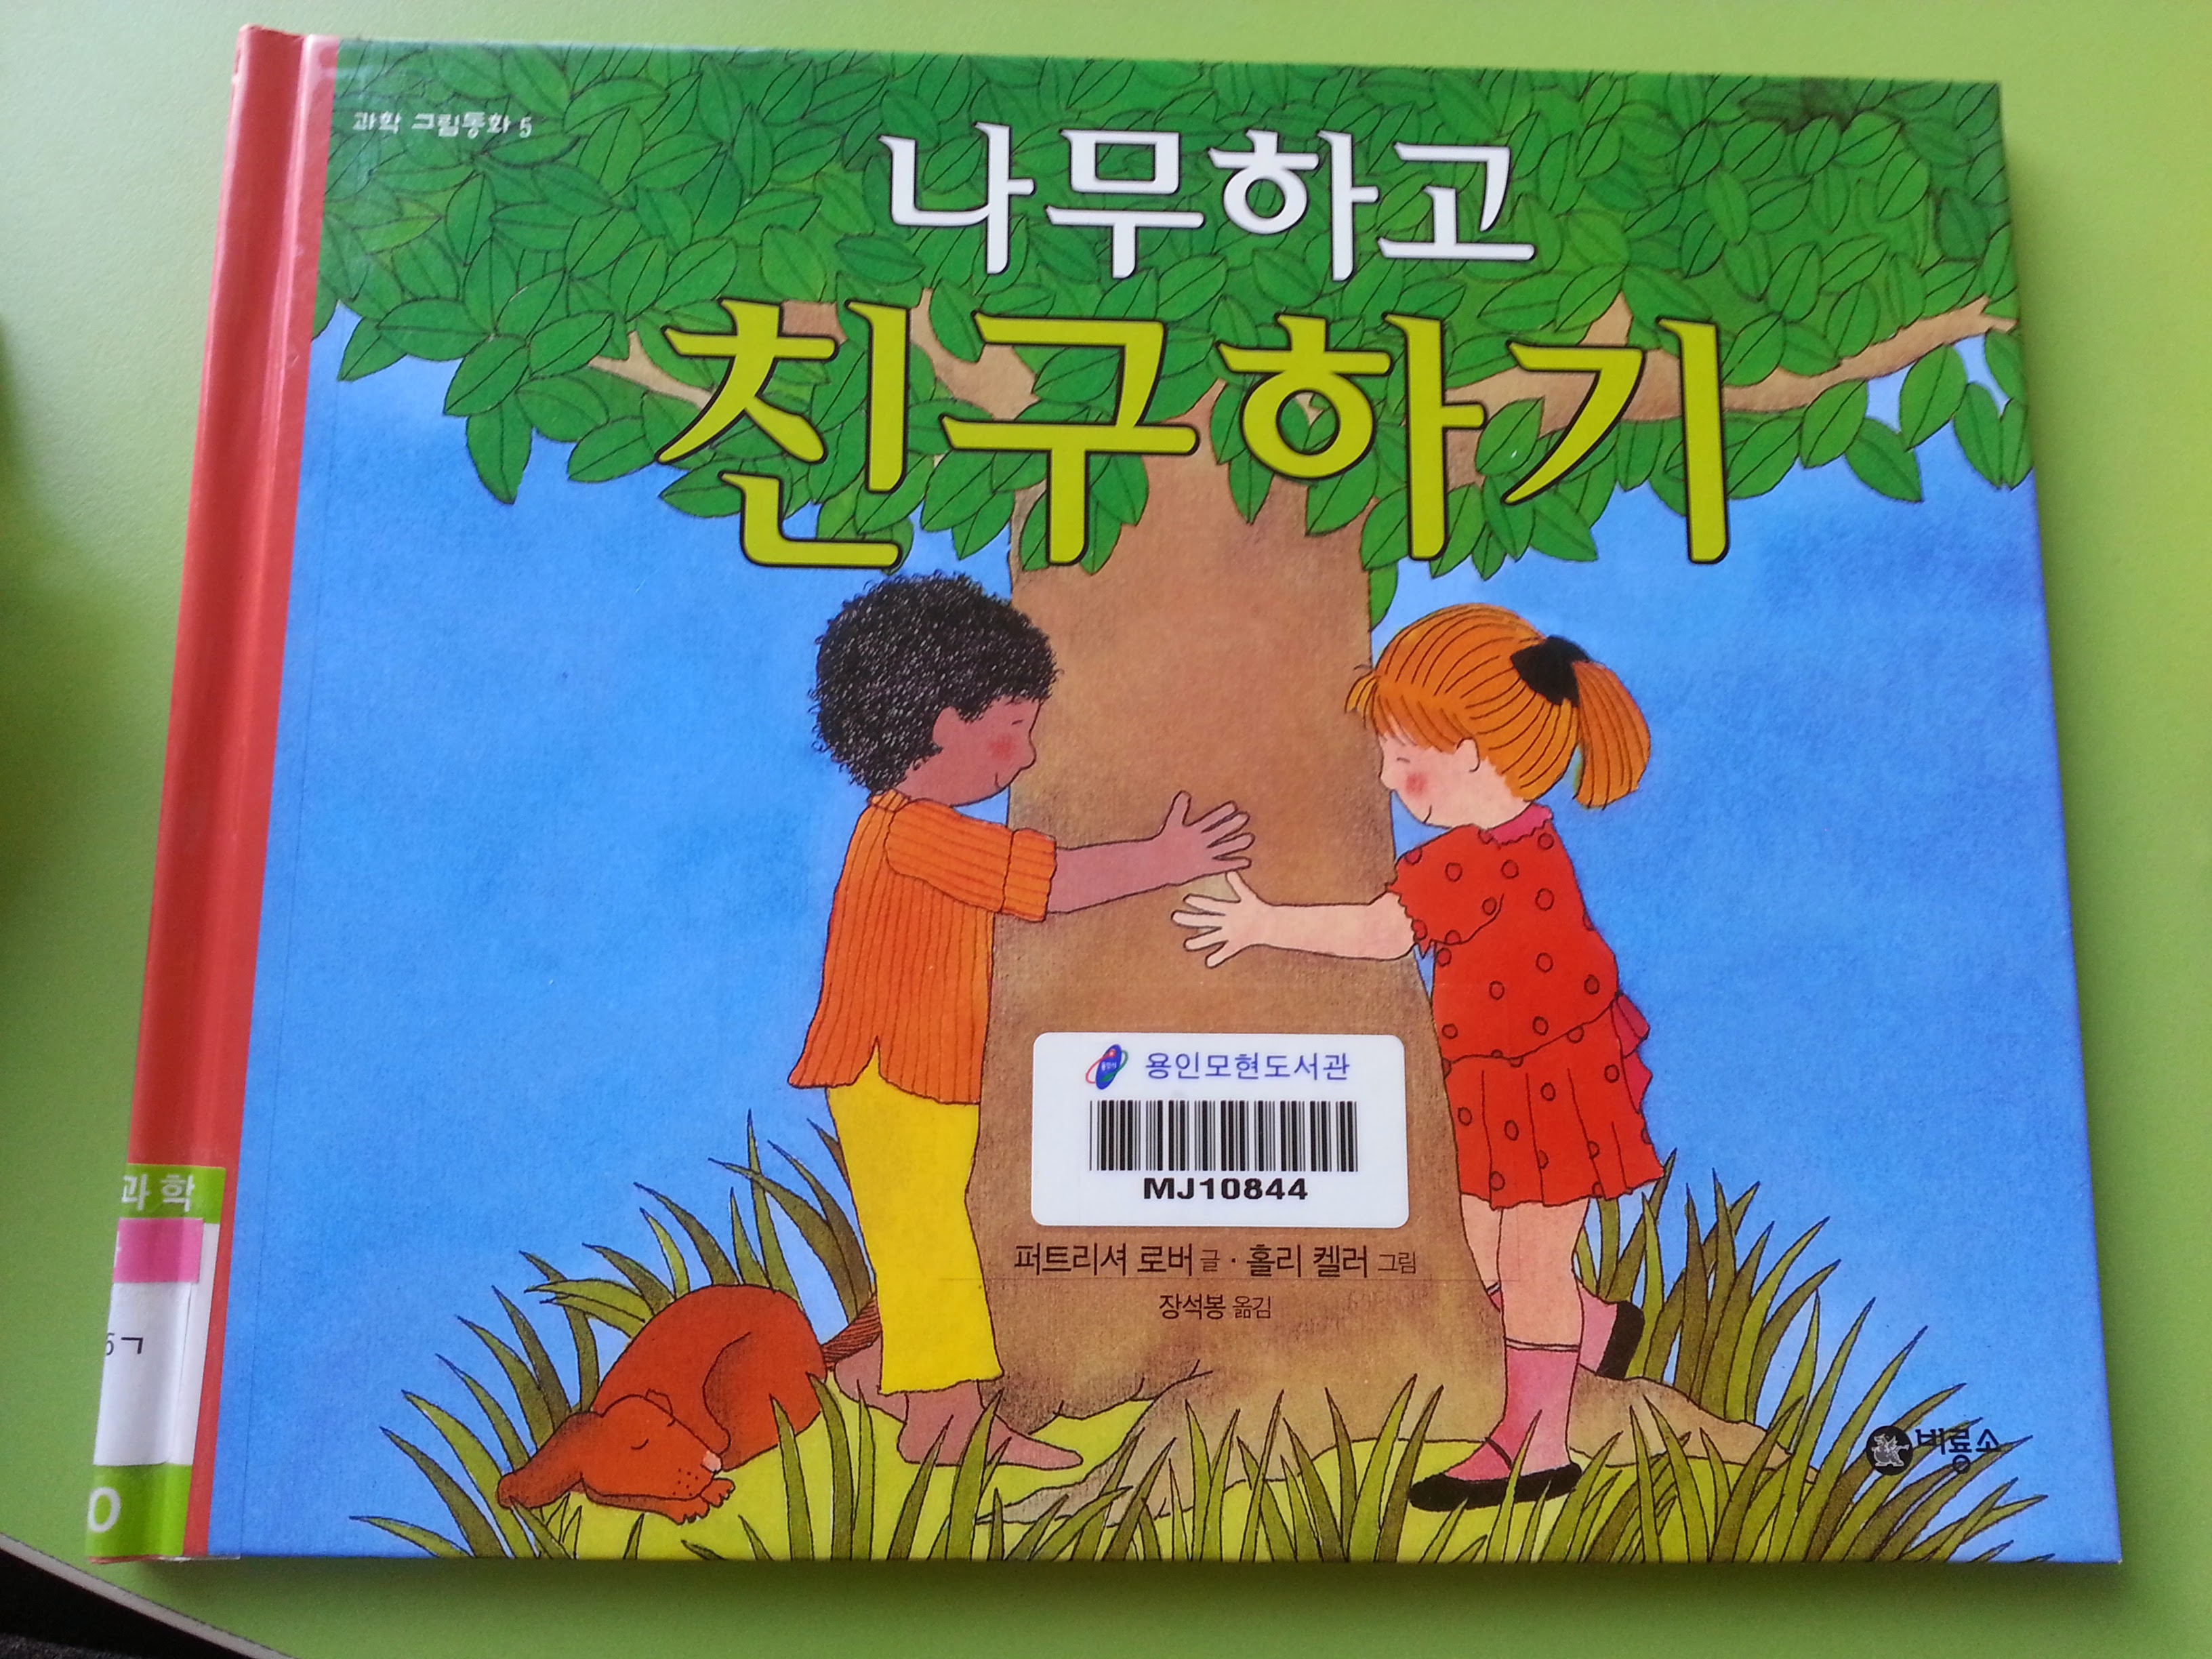 과학 그림동화 5
나무하고
친구하기
용인모현도서관
MJ10844
퍼트리셔 로버 글 · 홀리 켈러 그림
장석봉 옮김
비룡소
과학
6ㄱ